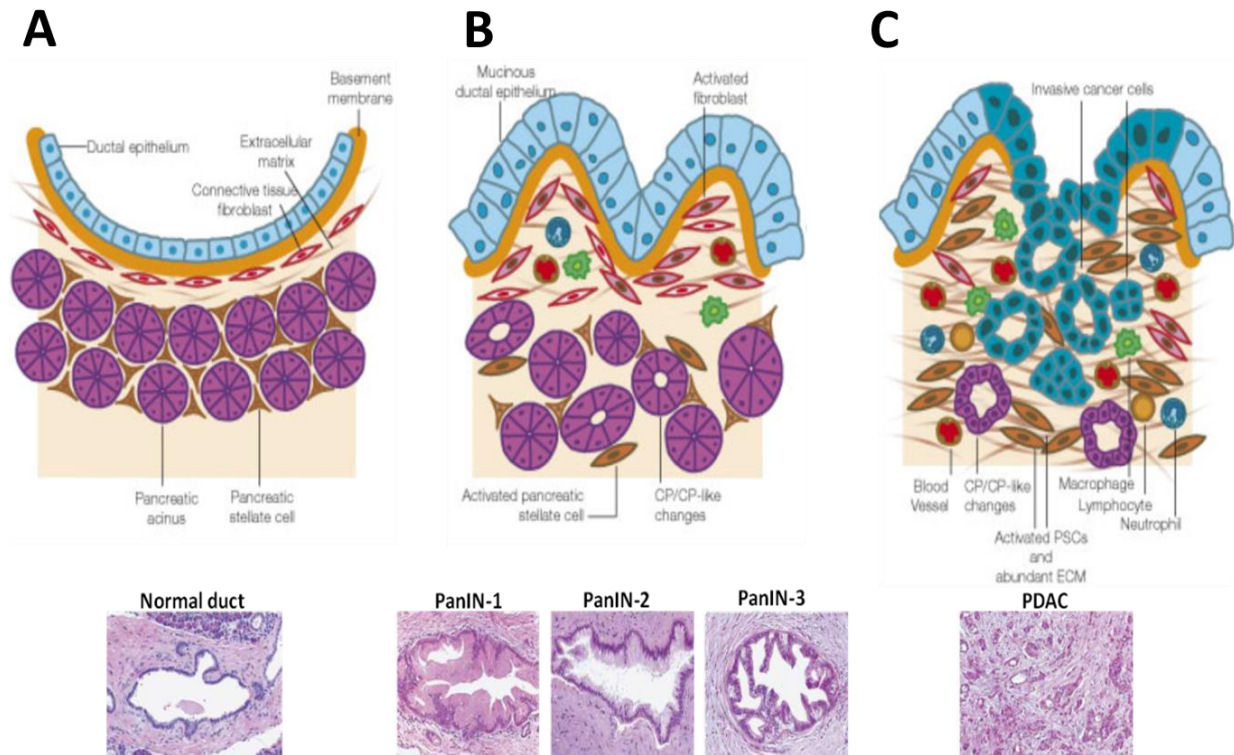 A
Basement
membrane
Ductal epithelium
Extracellular
matrix
Connective tissue
fibroblast
Pancreatic
acinus
Pancreatic
stellate cell
Normal duct
B
Mucinous
ductal epithelium
Activated
fibroblast
Activated pancreatic
stellate cell
CP/CP-like
changes
PanIN-1
PanIN-2
PanIN-3
C
Invasive cancer cells
Blood
Vessel
CP/CP-like
changes
Macrophage
Lymphocyte
Neutrophil
Activated PSCs
and
abundant ECM
PDAC